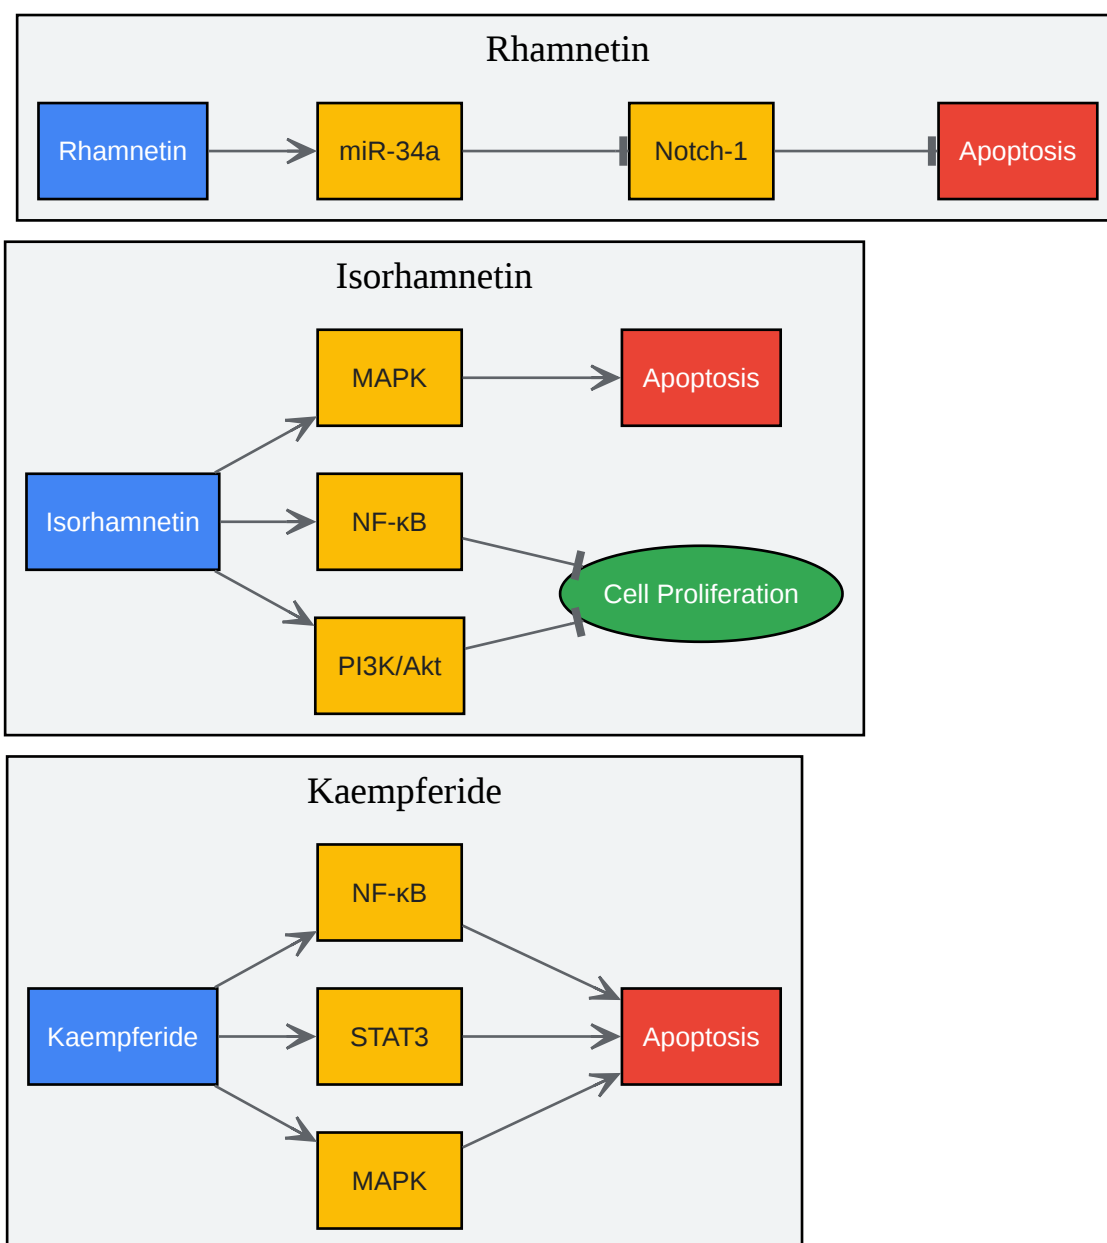 Rhamnetin
Rhamnetin
miR-34a
Notch-1
Apoptosis
Isorhamnetin
MAPK
Apoptosis
Isorhamnetin
NF-κB
Cell Proliferation
PI3K/Akt
Kaempferide
NF-κB
Kaempferide
STAT3
Apoptosis
MAPK